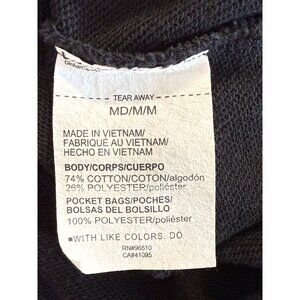 TEAR AWAY
MD/M/M
MADE IN VIETNAM/
FABRIQUÉ AU VIETNAM/
HECHO EN VIETNAM
BODY/CORPS/CUERPO
74% COTTON/COTON/algodón
26% POLYESTER/poliéster
POCKET BAGS/POCHES/
BOLSAS DEL BOLSILLO
100% POLYESTER/poliéster
■WITH LIKE COLORS. DO
RN#96510
CA#41095